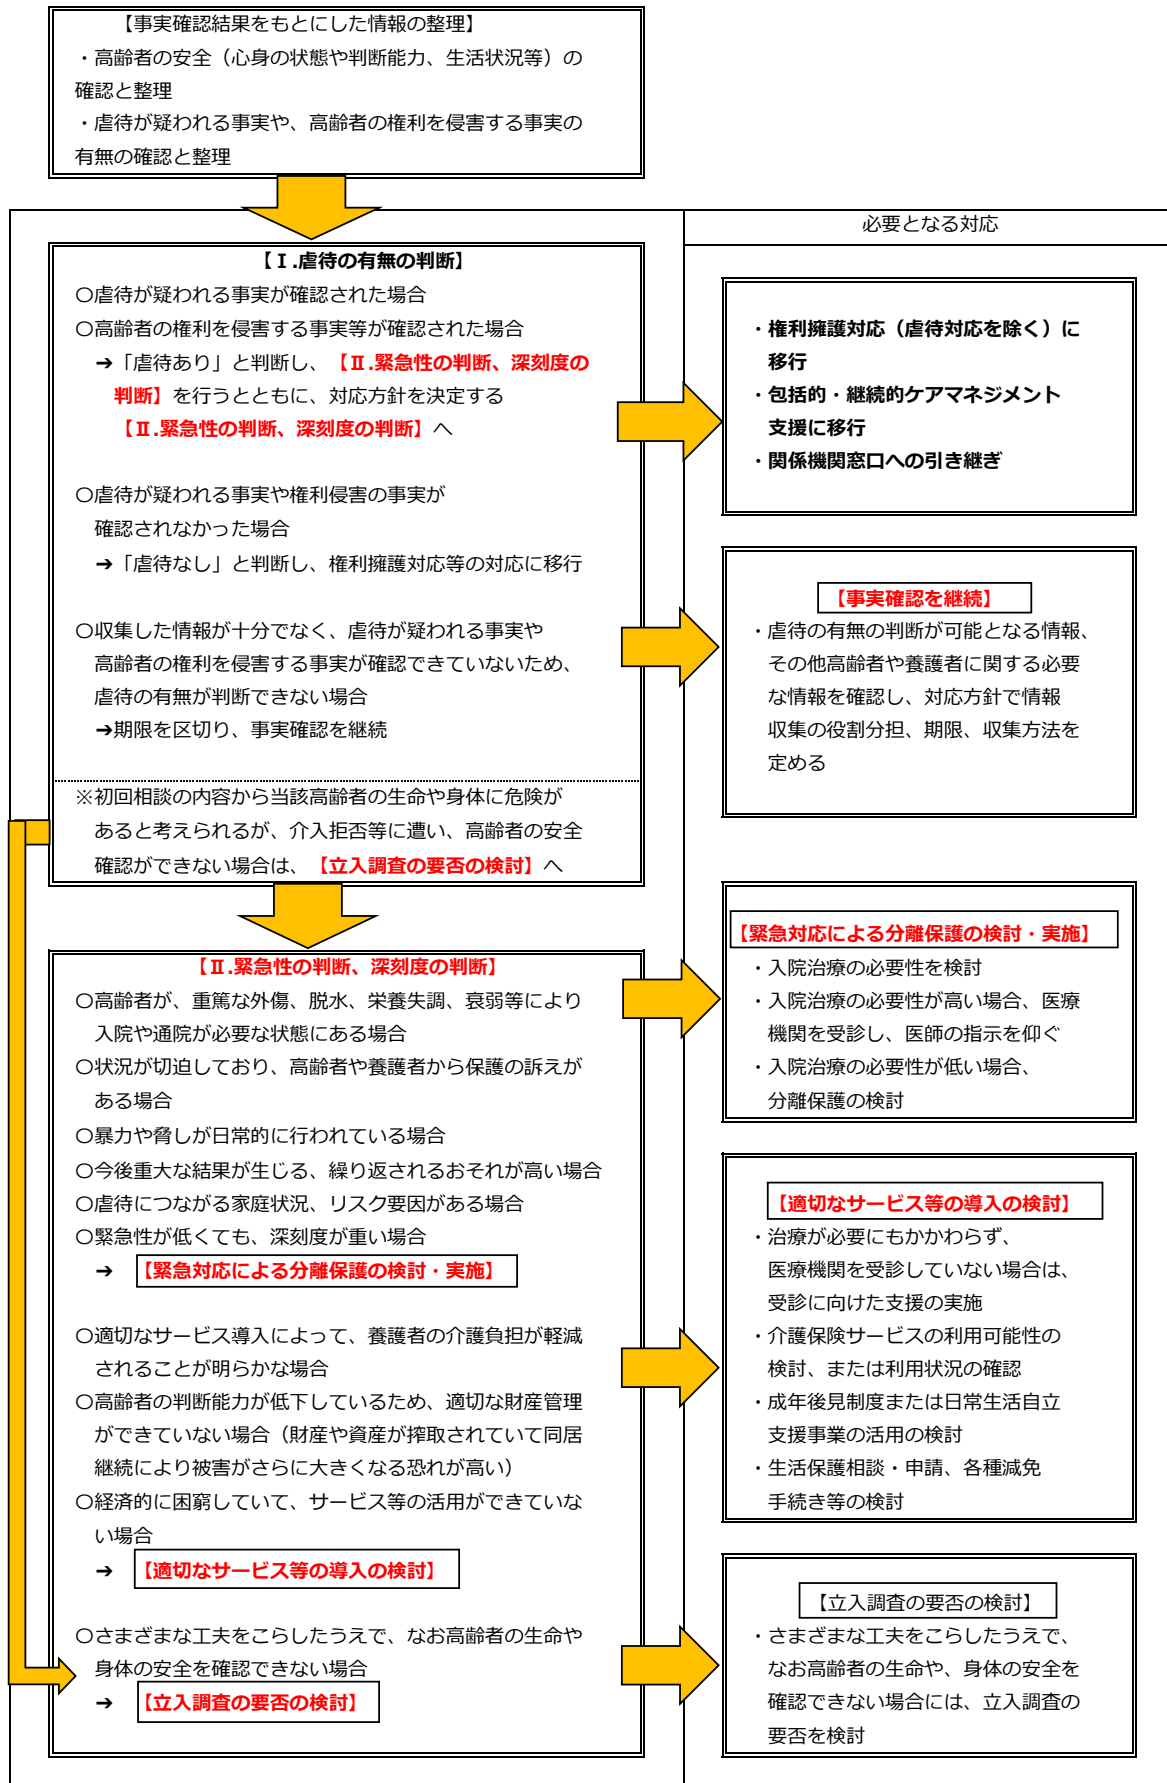 【事実確認結果をもとにした情報の整理】
・高齢者の安全（心身の状態や判断能力、生活状況等）の
確認と整理
・虐待が疑われる事実や、高齢者の権利を侵害する事実の
有無の確認と整理
必要となる対応
【Ⅰ.虐待の有無の判断】
〇虐待が疑われる事実が確認された場合
〇高齢者の権利を侵害する事実等が確認された場合
➔「虐待あり」と判断し、【Ⅱ.緊急性の判断、深刻度の
判断】を行うとともに、対応方針を決定する
【Ⅱ.緊急性の判断、深刻度の判断】へ
〇虐待が疑われる事実や権利侵害の事実が
確認されなかった場合
➔「虐待なし」と判断し、権利擁護対応等の対応に移行
〇収集した情報が十分でなく、虐待が疑われる事実や
高齢者の権利を侵害する事実が確認できていないため、
虐待の有無が判断できない場合
➔期限を区切り、事実確認を継続
※初回相談の内容から当該高齢者の生命や身体に危険が
あると考えられるが、介入拒否等に遭い、高齢者の安全
確認ができない場合は、【立入調査の要否の検討】へ
・権利擁護対応（虐待対応を除く）に
移行
・包括的・継続的ケアマネジメント
支援に移行
・関係機関窓口への引き継ぎ
【事実確認を継続】
・虐待の有無の判断が可能となる情報、
その他高齢者や養護者に関する必要
な情報を確認し、対応方針で情報
収集の役割分担、期限、収集方法を
定める
【Ⅱ.緊急性の判断、深刻度の判断】
〇高齢者が、重篤な外傷、脱水、栄養失調、衰弱等により
入院や通院が必要な状態にある場合
〇状況が切迫しており、高齢者や養護者から保護の訴えが
ある場合
〇暴力や脅しが日常的に行われている場合
〇今後重大な結果が生じる、繰り返されるおそれが高い場合
〇虐待につながる家庭状況、リスク要因がある場合
〇緊急性が低くても、深刻度が重い場合
➔ 【緊急対応による分離保護の検討・実施】
〇適切なサービス導入によって、養護者の介護負担が軽減
されることが明らかな場合
〇高齢者の判断能力が低下しているため、適切な財産管理
ができていない場合（財産や資産が搾取されていて同居
継続により被害がさらに大きくなる恐れが高い）
〇経済的に困窮していて、サービス等の活用ができていな
い場合
➔ 【適切なサービス等の導入の検討】
〇さまざまな工夫をこらしたうえで、なお高齢者の生命や
身体の安全を確認できない場合
➔ 【立入調査の要否の検討】
【緊急対応による分離保護の検討・実施】
・入院治療の必要性を検討
・入院治療の必要性が高い場合、医療
機関を受診し、医師の指示を仰ぐ
・入院治療の必要性が低い場合、
分離保護の検討
【適切なサービス等の導入の検討】
・治療が必要にもかかわらず、
医療機関を受診していない場合は、
受診に向けた支援の実施
・介護保険サービスの利用可能性の
検討、または利用状況の確認
・成年後見制度または日常生活自立
支援事業の活用の検討
・生活保護相談・申請、各種減免
手続き等の検討
【立入調査の要否の検討】
・さまざまな工夫をこらしたうえで、
なお高齢者の生命や、身体の安全を
確認できない場合には、立入調査の
要否を検討